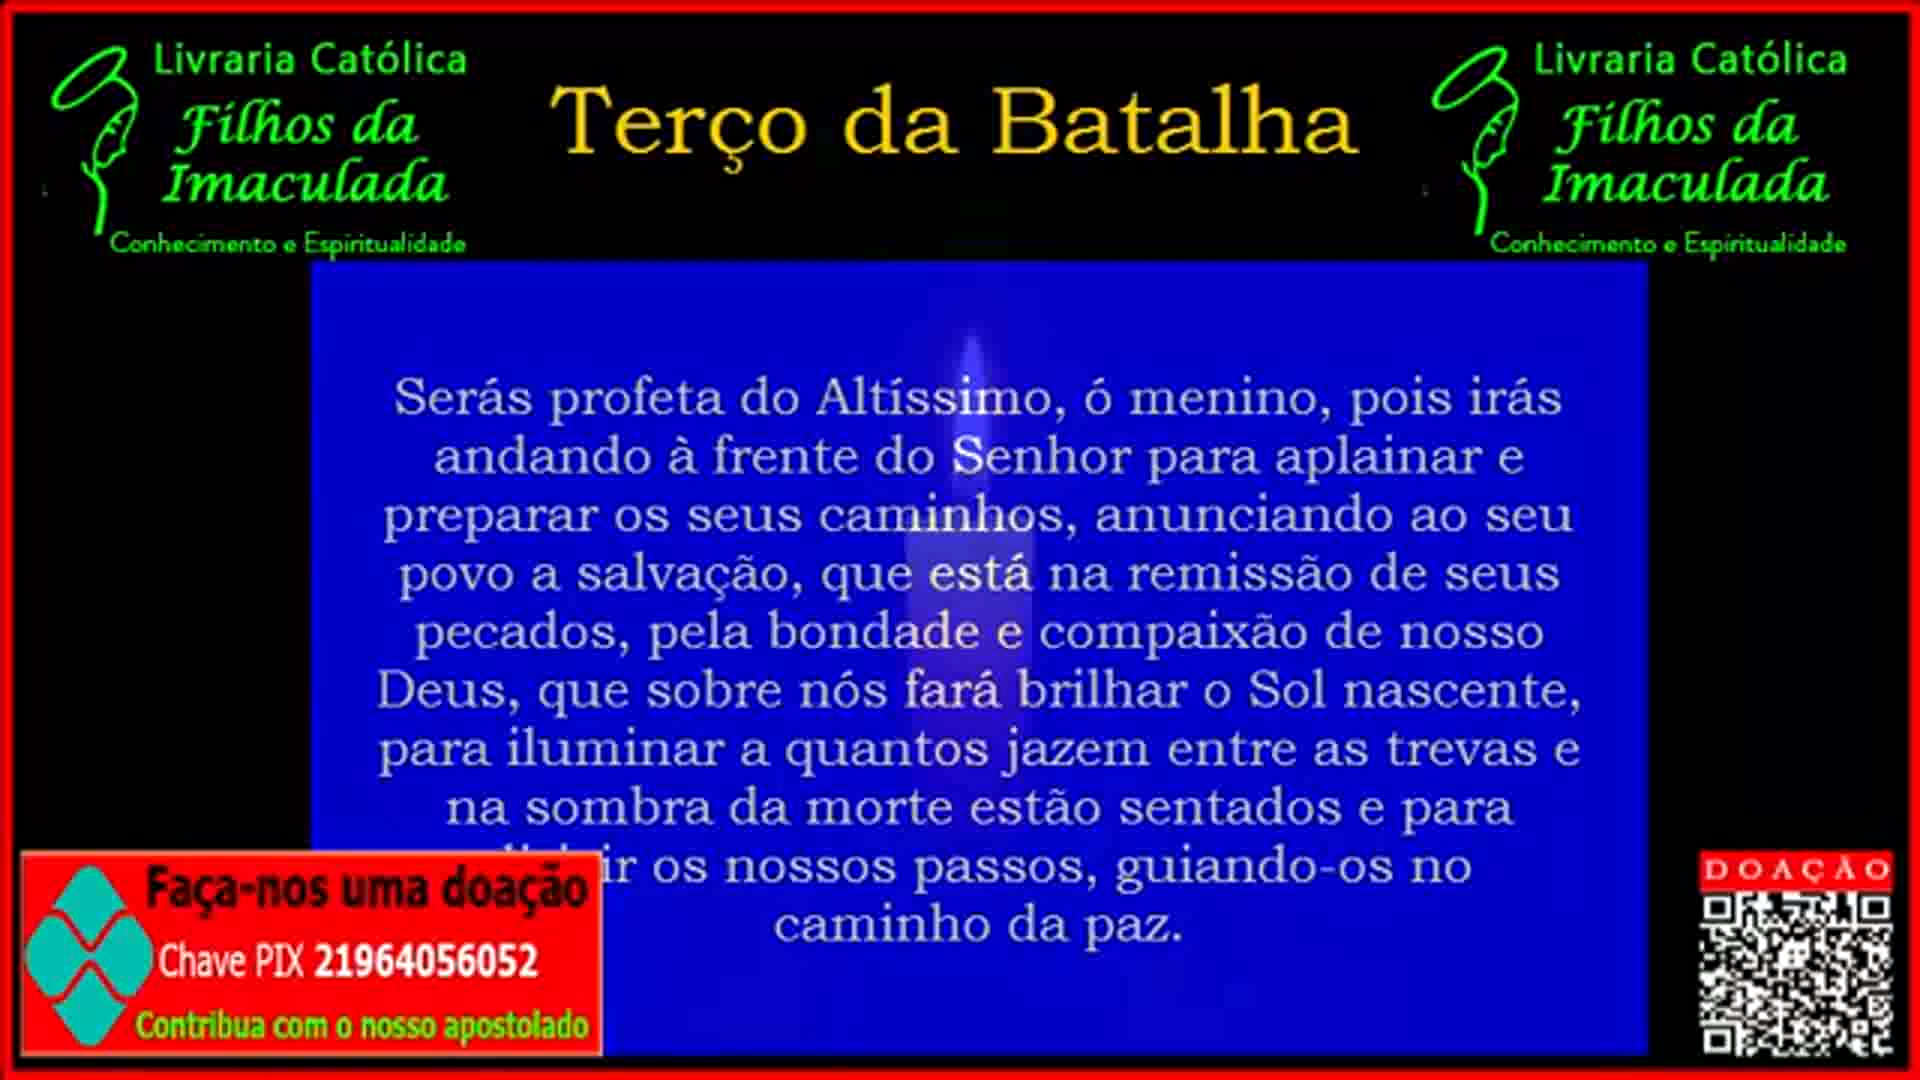 Livraria Católica
Filhos da
Imaculada
Conhecimento e Espiritualidade
Terço da Batalha
Livraria Católica
Filhos da
Imaculada
Conhecimento e Espiritualidade
Serás profeta do Altíssimo, ó menino, pois irás
andando à frente do Senhor para aplainar e
preparar os seus caminhos, anunciando ao seu
povo a salvação, que está na remissão de seus
pecados, pela bondade e compaixão de nosso
Deus, que sobre nós fará brilhar o Sol nascente,
para iluminar a quantos jazem entre as trevas e
na sombra da morte estão sentados e para
os nossos passos, guiando-os no
caminho da paz.
Faça-nos uma doação
Chave PIX 21964056052
Contribua com o nosso apostolado
DOAÇÃO